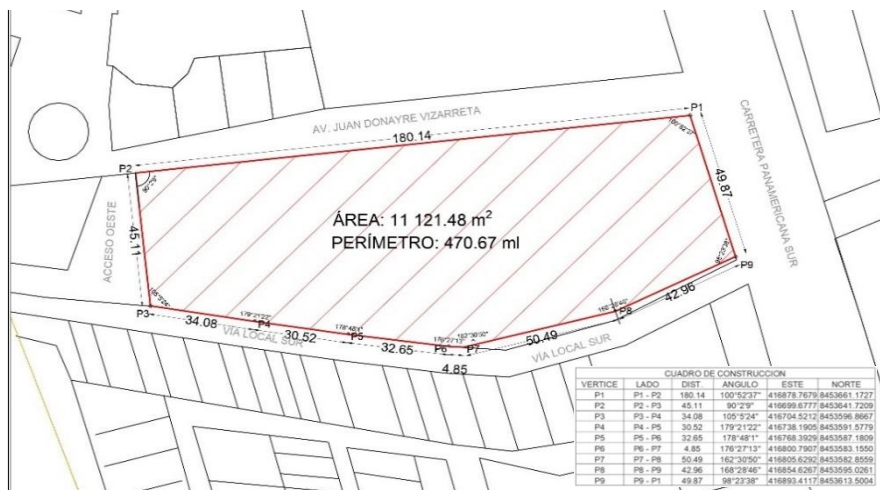 P1
AV. JUAN DONAYRE VIZARRETA
180.14
CARRETERA PANAMERICANA SUR
P2
49.87
ÁREA: 11 121.48 m²
PERÍMETRO: 470.67 ml
ACCESO OESTE
45.11
P9
42.96
P3
34.08
P4
30.52
P5
32.65
P6
P7
4.85
50.49
P8
VÍA LOCAL SUR
VÍA LOCAL SUR
CUADRO DE CONSTRUCCION
VERTICE LADO DIST. ANGULO ESTE NORTE
P1 P1 - P2 180.14 100°52'37" 416878.7679 8453661.1727
P2 P2 - P3 45.11 90°2'9" 416699.6777 8453641.7209
P3 P3 - P4 34.08 105°5'24" 416704.5212 8453596.8667
P4 P4 - P5 30.52 179°21'22" 416738.1905 8453591.5779
P5 P5 - P6 32.65 178°48'1" 416768.3929 8453587.1809
P6 P6 - P7 4.85 176°27'13" 416800.7907 8453583.1550
P7 P7 - P8 50.49 162°30'50" 416805.6292 8453582.8559
P8 P8 - P9 42.96 168°28'46" 416854.6267 8453595.0261
P9 P9 - P1 49.87 98°23'38" 416893.4117 8453613.5004